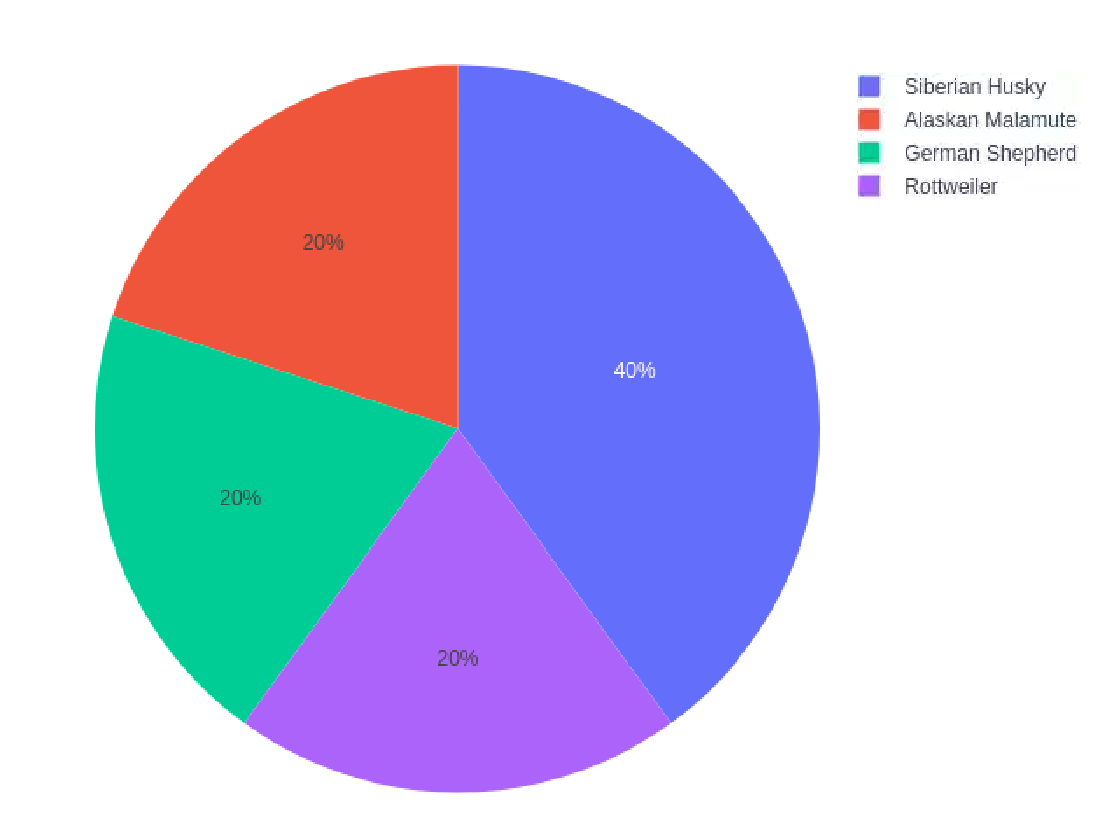 Siberian Husky
Alaskan Malamute
German Shepherd
Rottweiler
20%
40%
20%
20%